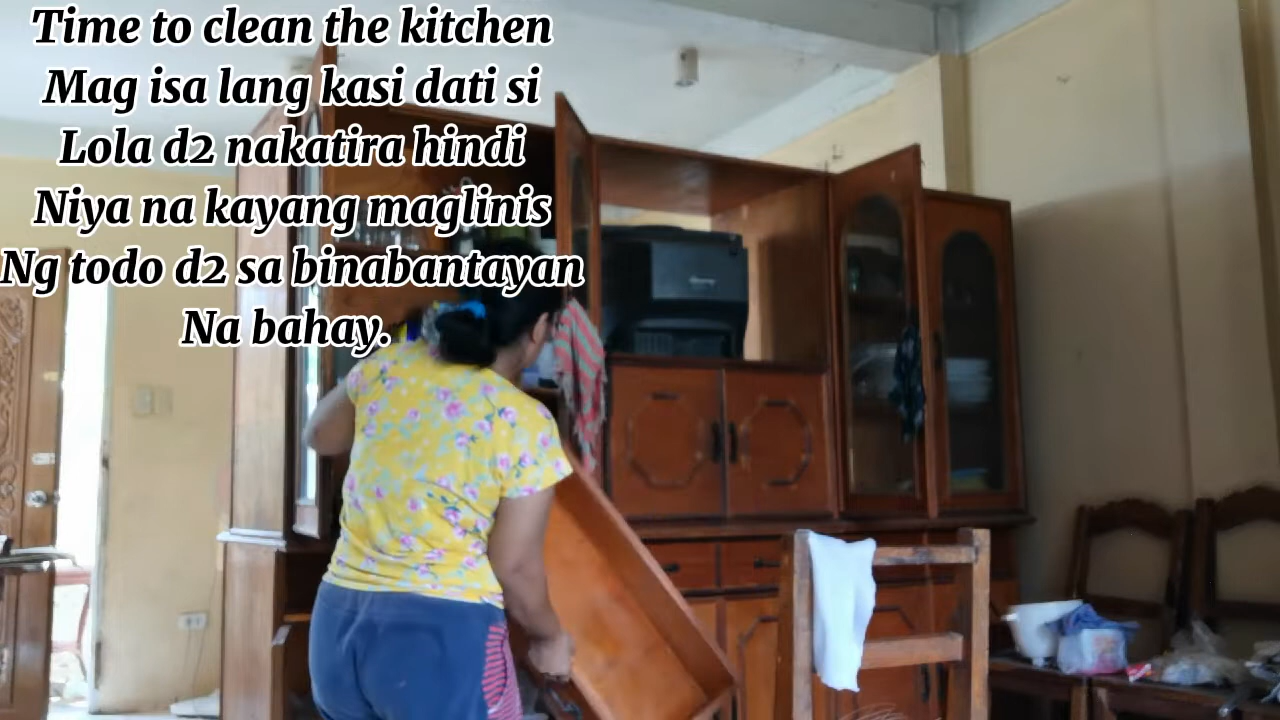 Time to clean the kitchen
Mag isa lang kasi dati si
Lola d2 nakatira hindi
Niya na kayang maglinis
Ng todo d2 sa binabantayan
Na bahay.